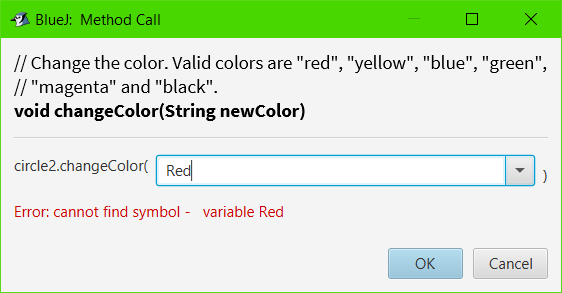 BlueJ: Method Call
// Change the color. Valid colors are "red", "yellow", "blue", "green",
// "magenta" and "black".
void changeColor(String newColor)
circle2.changeColor( Red )
Error: cannot find symbol - variable Red
OK Cancel